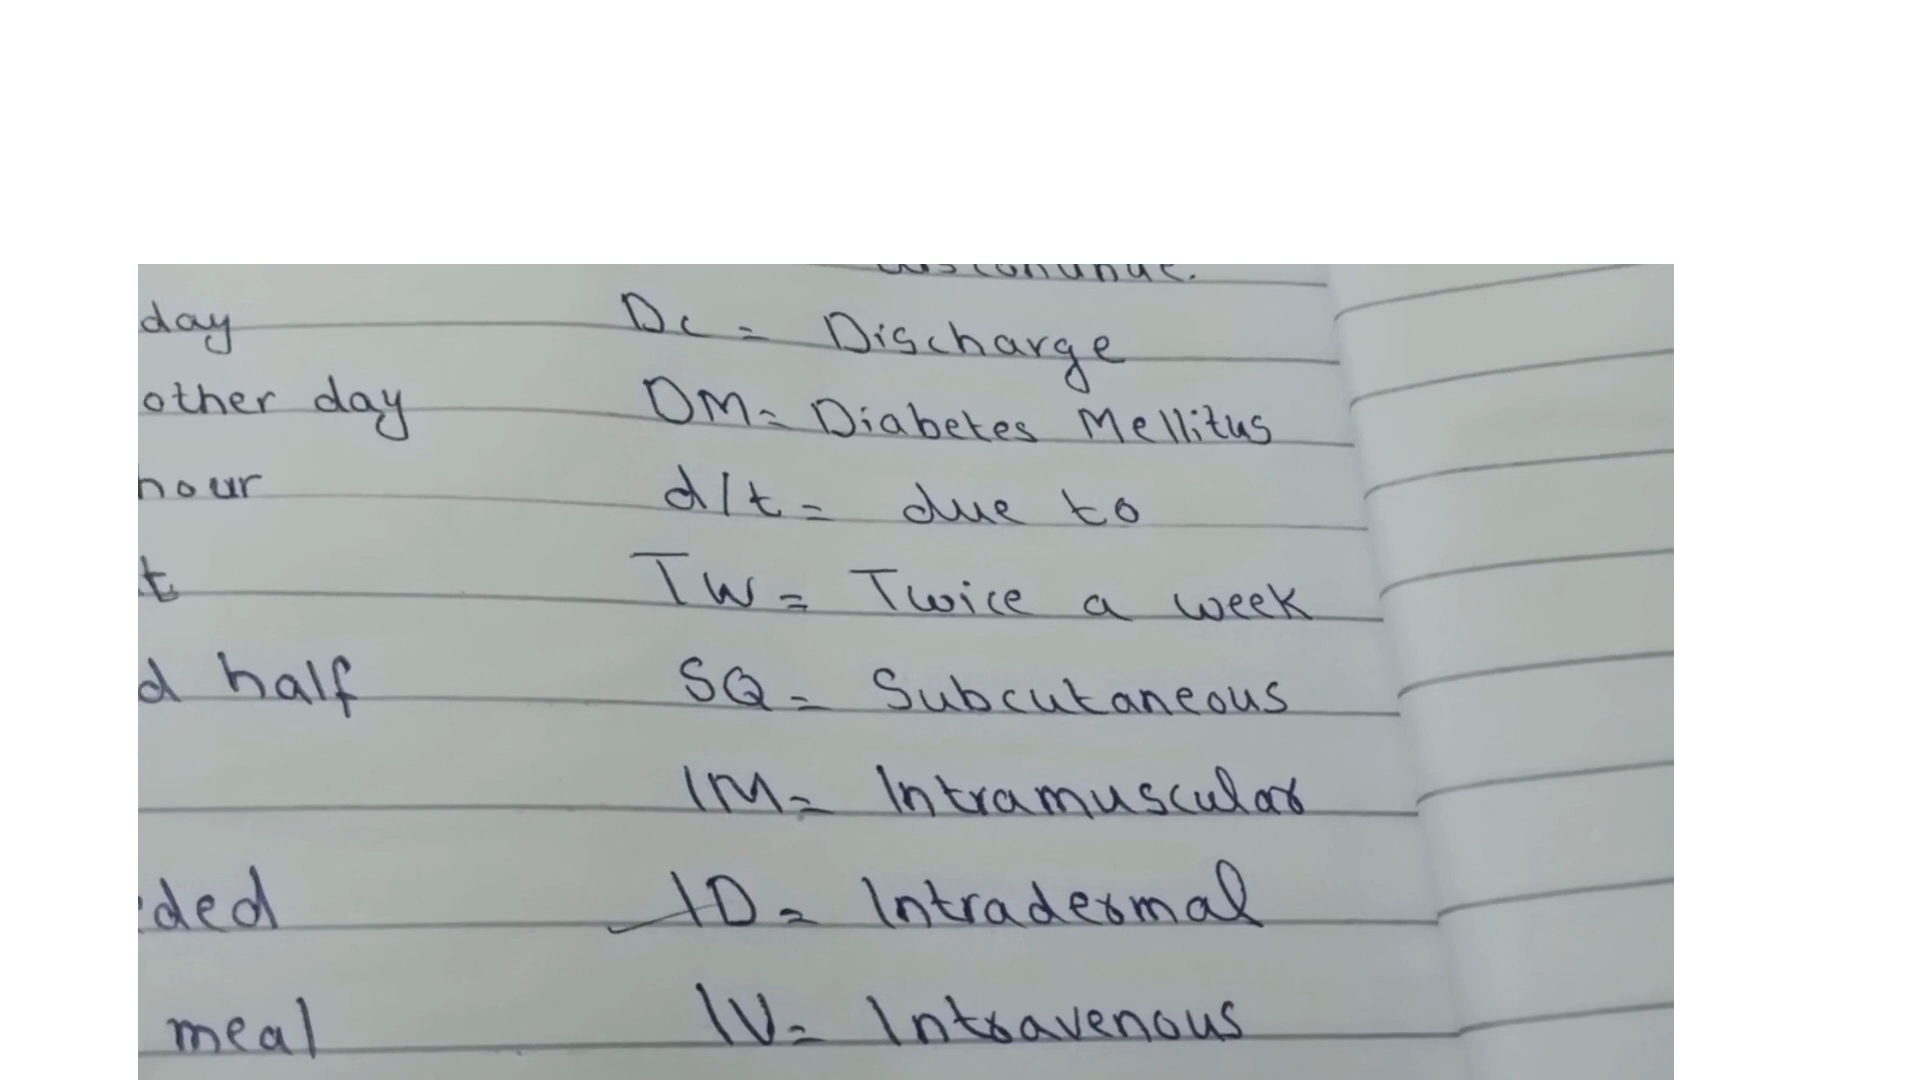 discontinue.
day Dc = Discharge
other day DM = Diabetes Mellitus
hour d/t = due to
TW = Twice a week
half SQ = Subcutaneous
IM = Intramuscular
ID = Intradermal
meal IV = Intravenous